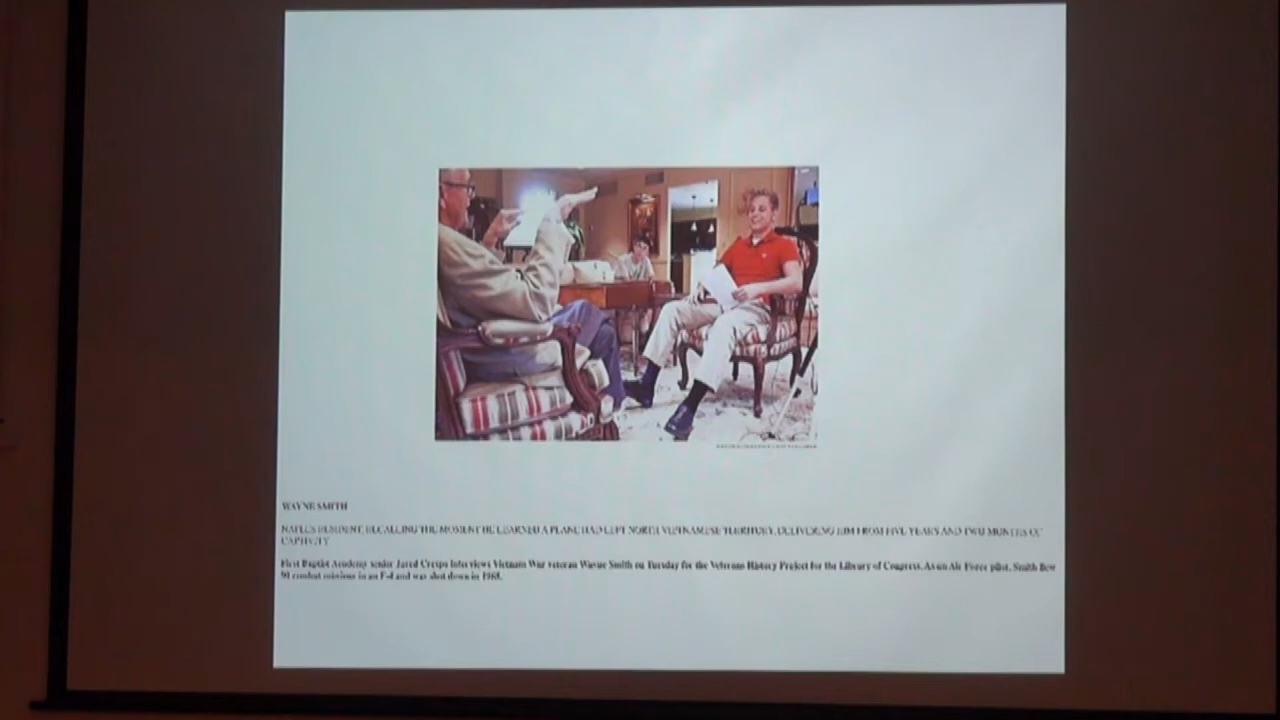 WAYNE SMITH
NAPLES RESIDENT, RECALLING THE MOMENT HE LEARNED A PLANE HAD LEFT NORTH VIETNAMESE TERRITORY, DELIVERING HIM FROM FIVE YEARS AND TWO MONTHS OF
CAPTIVITY
First Baptist Academy senior Jared Crespo interviews Vietnam War veteran Wayne Smith on Tuesday for the Veterans History Project for the Library of Congress. As an Air Force pilot, Smith flew
90 combat missions in an F-4 and was shot down in 1968.